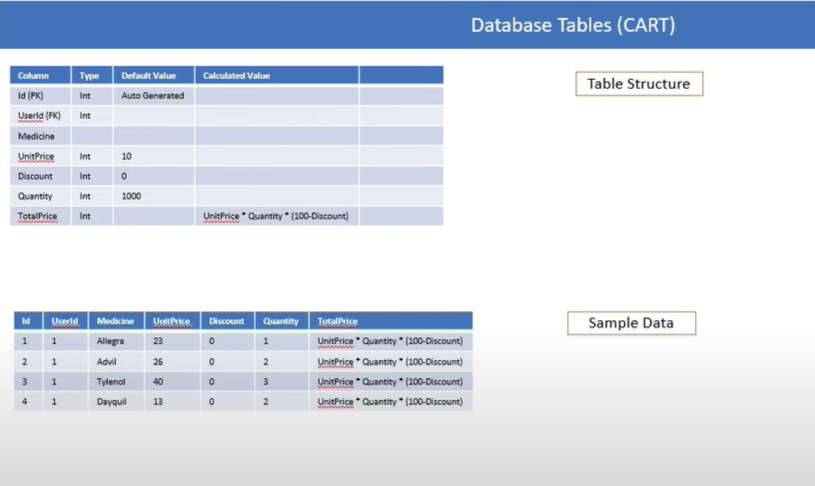 Database Tables (CART)
Column Type Default Value Calculated Value
Id (PK) Int Auto Generated
UserId (FK) Int
Medicine
UnitPrice Int 10
Discount Int 0
Quantity Int 1000
TotalPrice Int UnitPrice * Quantity * (100-Discount)
Table Structure
Id UserId Medicine UnitPrice Discount Quantity TotalPrice
1 1 Allegra 23 0 1 UnitPrice * Quantity * (100-Discount)
2 1 Advil 26 0 2 UnitPrice * Quantity * (100-Discount)
3 1 Tylenol 40 0 3 UnitPrice * Quantity * (100-Discount)
4 1 Dayquil 13 0 2 UnitPrice * Quantity * (100-Discount)
Sample Data